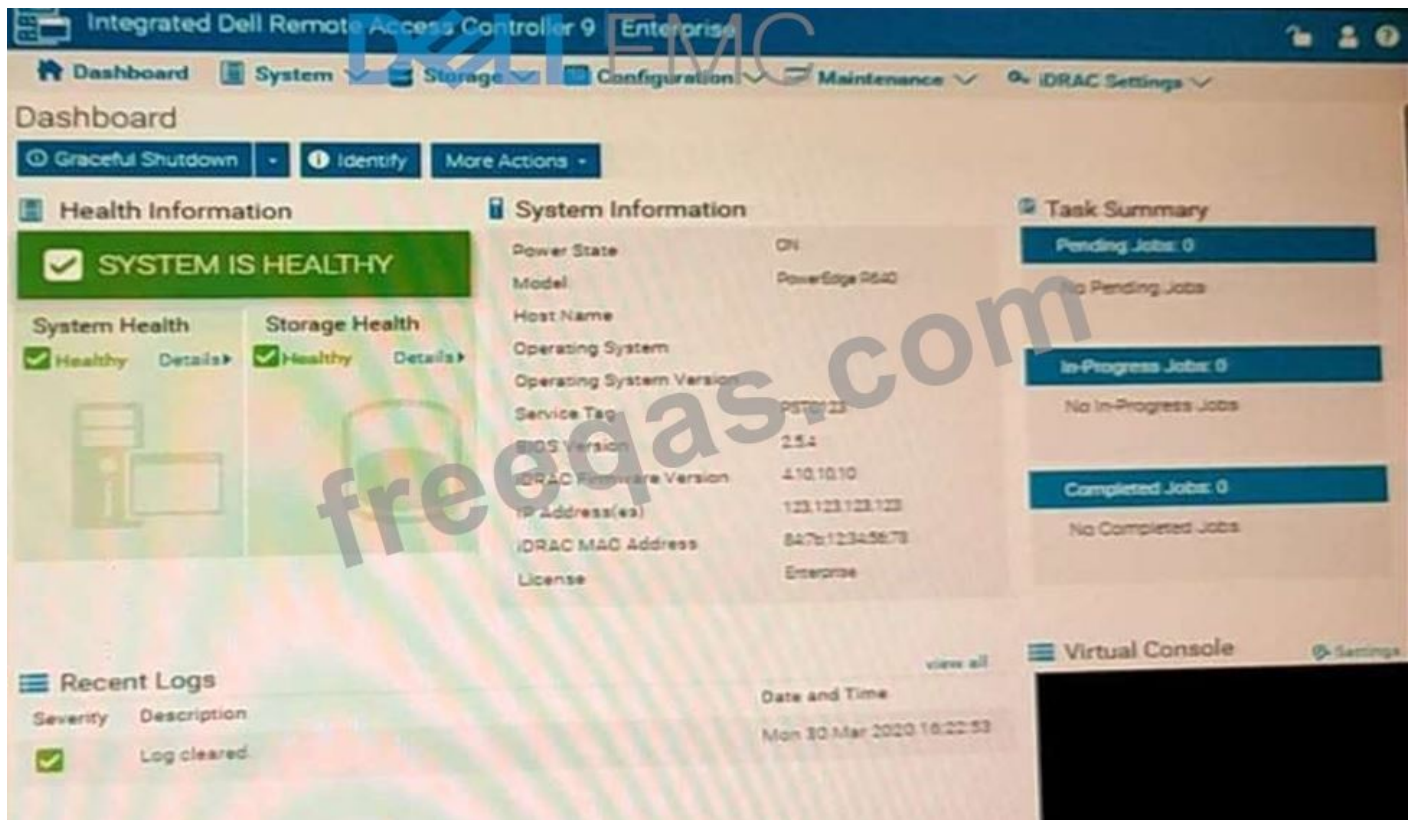 Integrated Dell Remote Access Controller 9 Enterprise
DELL EMC
Dashboard System Storage Configuration Maintenance iDRAC Settings
Dashboard
Graceful Shutdown Identify More Actions
Health Information
SYSTEM IS HEALTHY
System Health Storage Health
Healthy Details Healthy Details
System Information
Power State ON
Model PowerEdge R640
Host Name
Operating System
Operating System Version
Service Tag PST0123
BIOS Version 2.5.4
iDRAC Firmware Version 4.10.10.10
IP Address(es) 123.123.123.123
iDRAC MAC Address
License Enterprise
Task Summary
Pending Jobs: 0
No Pending Jobs
In-Progress Jobs: 0
No In-Progress Jobs
Completed Jobs: 0
No Completed Jobs
freeqas.com
Recent Logs view all
Severity Description Date and Time
Log cleared. Mon 30 Mar 2020 16:22:53
Virtual Console Settings